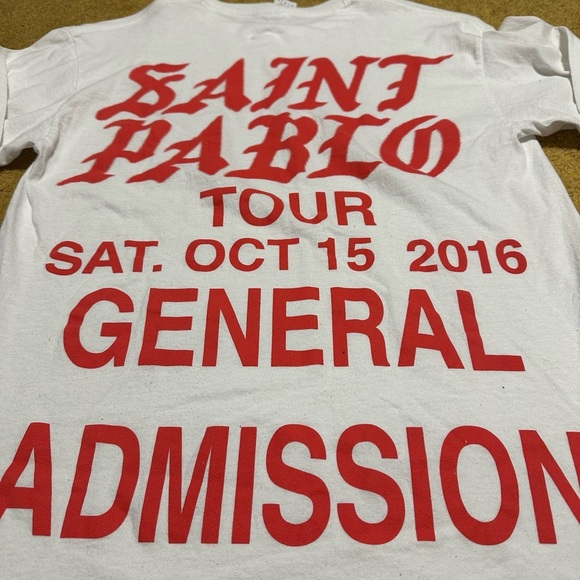 SAINT
PABLO
TOUR
SAT. OCT 15 2016
GENERAL
ADMISSION